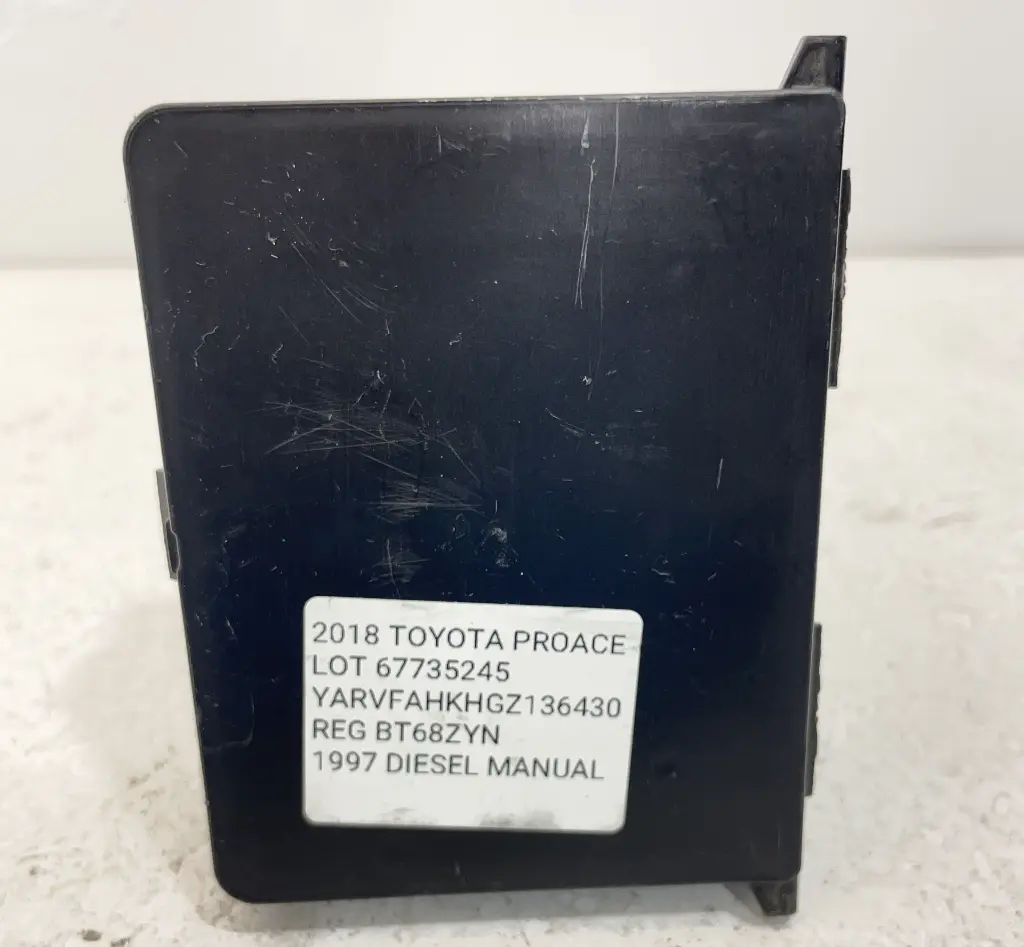 2018 TOYOTA PROACE
LOT 67735245
YARVFAHKHGZ136430
REG BT68ZYN
1997 DIESEL MANUAL